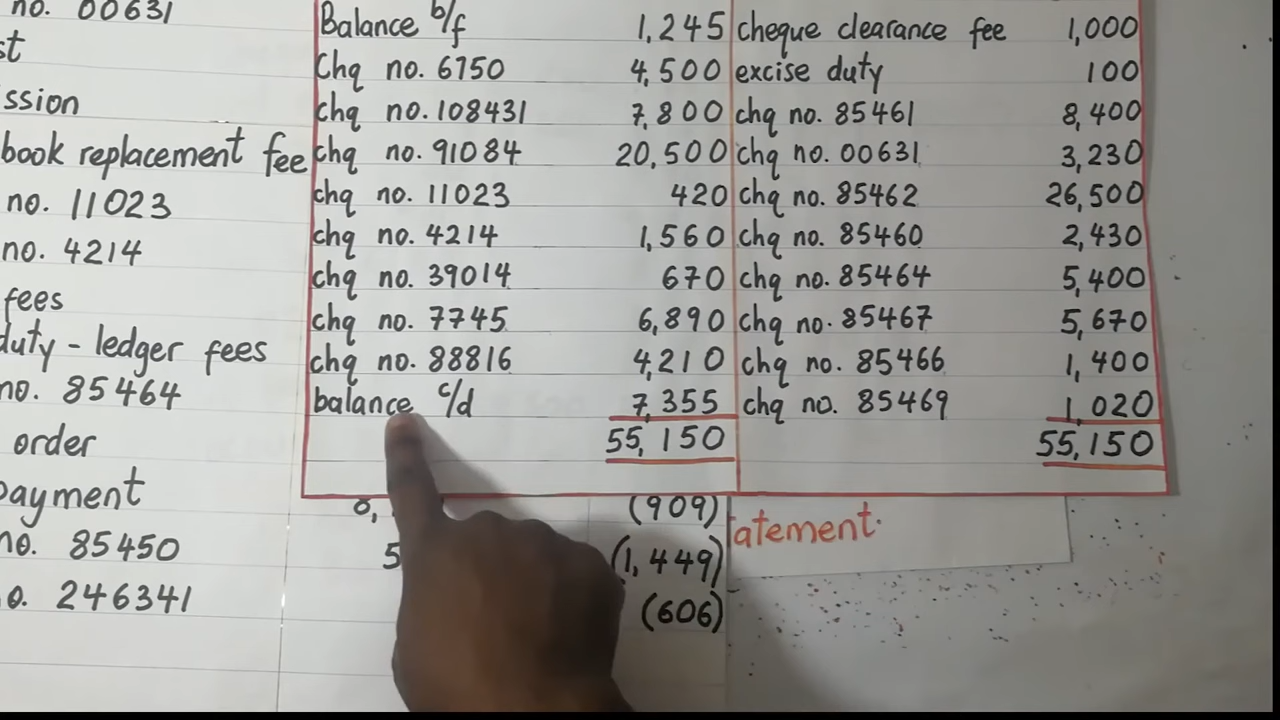 no. 00631
st
ssion
book replacement fee
no. 11023
no. 4214
fees
duty - ledger fees
no. 85464
order
payment
no. 85450
o. 246341
Balance b/f 1,245 cheque clearance fee 1,000
Chq no. 6750 4,500 excise duty 100
chq no. 108431 7,800 chq no. 85461 8,400
chq no. 91084 20,500 chq no. 00631 3,230
chq no. 11023 420 chq no. 85462 26,500
chq no. 4214 1,560 chq no. 85460 2,430
chq no. 39014 670 chq no. 85464 5,400
chq no. 7745 6,890 chq no. 85467 5,670
chq no. 88816 4,210 chq no. 85466 1,400
balance c/d 7,355 chq no. 85469 1,020
55,150 55,150
(909)
5 (1,449)
(606)
atement.